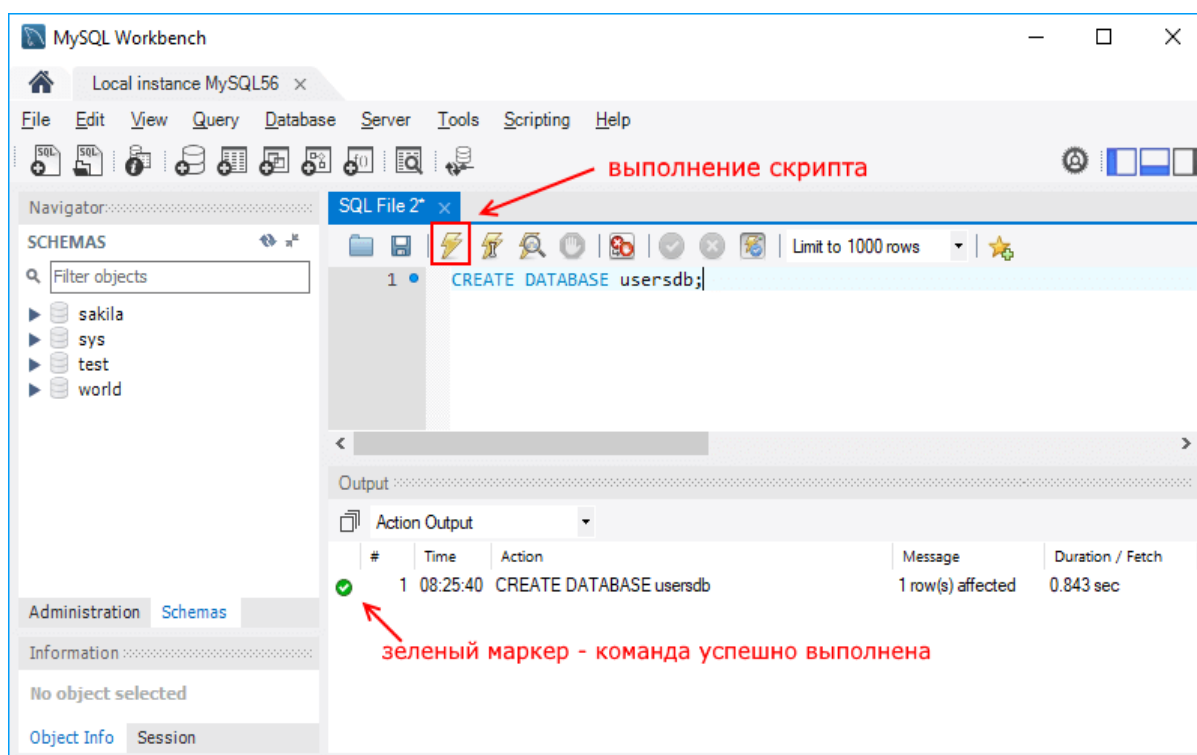 MySQL Workbench
Local instance MySQL56
File Edit View Query Database Server Tools Scripting Help
SQL SQL
выполнение скрипта
Navigator
SQL File 2*
SCHEMAS
Limit to 1000 rows
Filter objects
1 CREATE DATABASE usersdb;
sakila
sys
test
world
Output
Action Output
# Time Action Message Duration / Fetch
1 08:25:40 CREATE DATABASE usersdb 1 row(s) affected 0.843 sec
Administration Schemas
зеленый маркер - команда успешно выполнена
Information
No object selected
Object Info Session